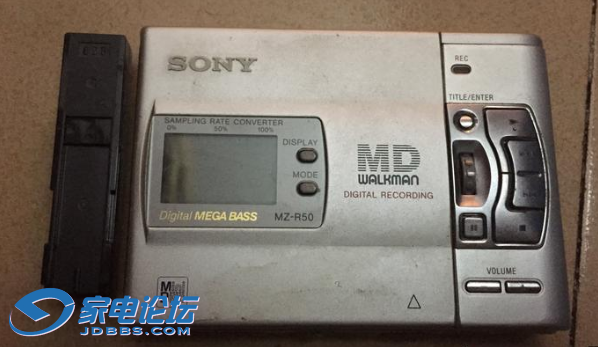 SONY
REC
TITLE/ENTER
SAMPLING RATE CONVERTER
0% 50% 100%
DISPLAY
MODE
MD
WALKMAN
DIGITAL RECORDING
Digital MEGA BASS
MZ-R50
VOLUME
Mini
家电论坛
JDBBS.COM